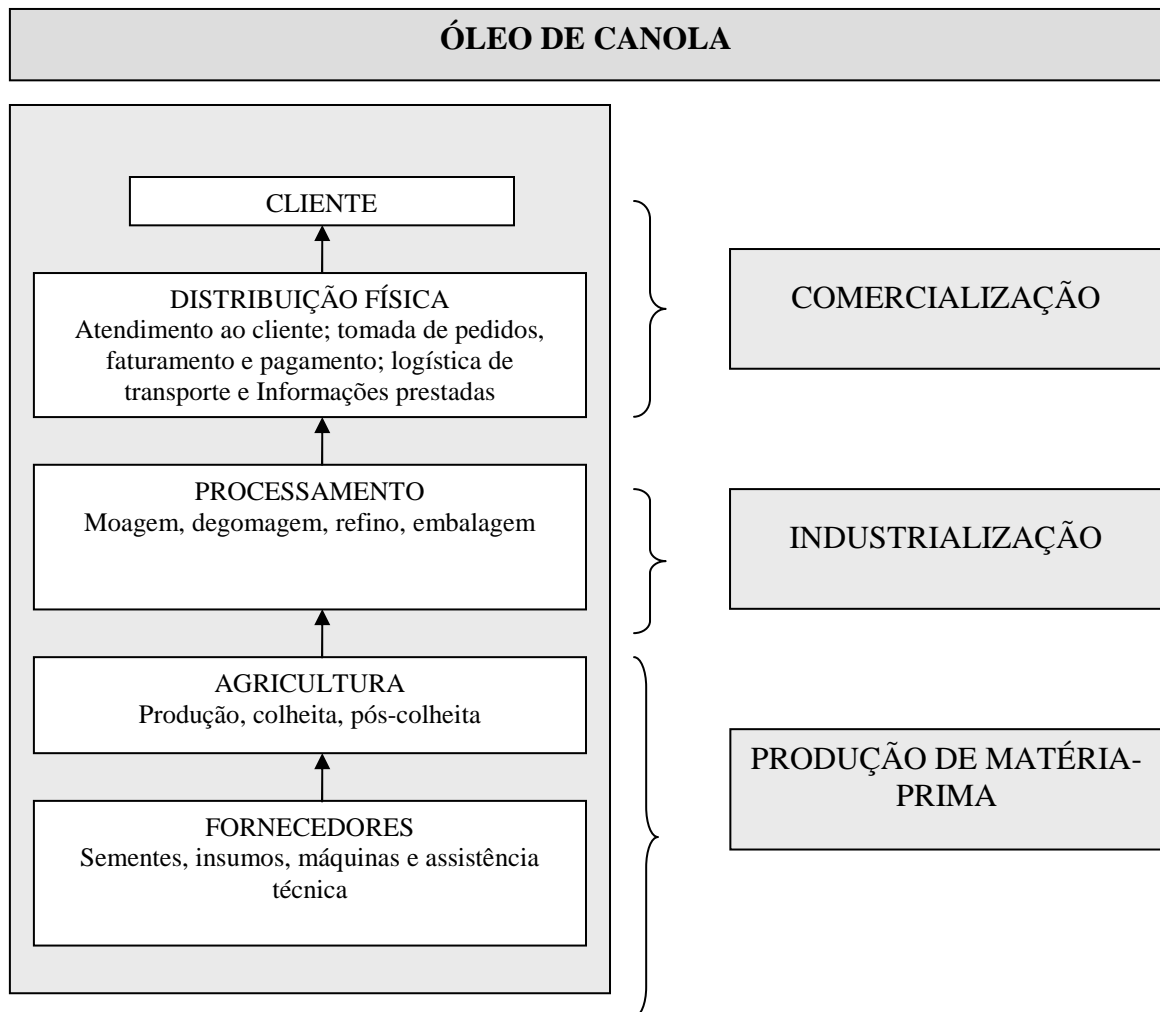 ÓLEO DE CANOLA
CLIENTE
DISTRIBUIÇÃO FÍSICA
Atendimento ao cliente; tomada de pedidos,
faturamento e pagamento; logística de
transporte e Informações prestadas
COMERCIALIZAÇÃO
PROCESSAMENTO
Moagem, degomagem, refino, embalagem
INDUSTRIALIZAÇÃO
AGRICULTURA
Produção, colheita, pós-colheita
PRODUÇÃO DE MATÉRIA-
PRIMA
FORNECEDORES
Sementes, insumos, máquinas e assistência
técnica